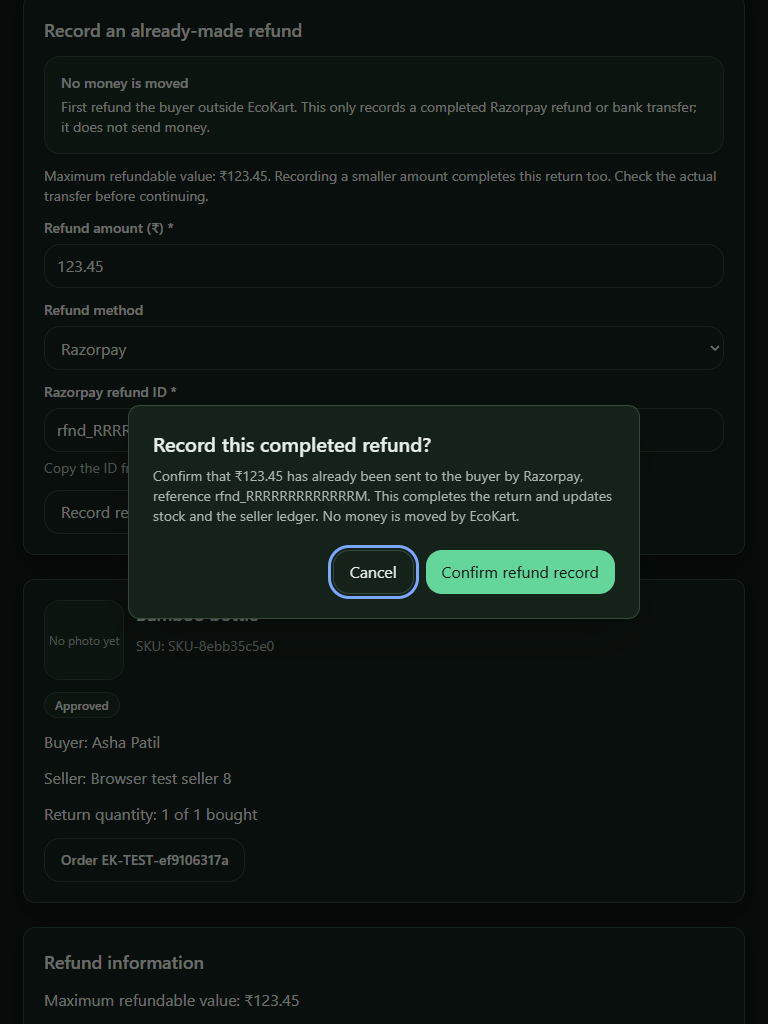 Record an already-made refund
No money is moved
First refund the buyer outside EcoKart. This only records a completed Razorpay refund or bank transfer;
it does not send money.
Maximum refundable value: ₹123.45. Recording a smaller amount completes this return too. Check the actual
transfer before continuing.
Refund amount (₹) *
123.45
Refund method
Razorpay
Razorpay refund ID *
Copy the ID
Record
Record this completed refund?
Confirm that ₹123.45 has already been sent to the buyer by Razorpay,
reference rfnd_RRRRRRRRRRRRRM. This completes the return and updates
stock and the seller ledger. No money is moved by EcoKart.
Cancel
Confirm refund record
No photo yet
SKU: SKU-8ebb35c5e0
Approved
Buyer: Asha Patil
Seller: Browser test seller 8
Return quantity: 1 of 1 bought
Order EK-TEST-ef9106317a
Refund information
Maximum refundable value: ₹123.45